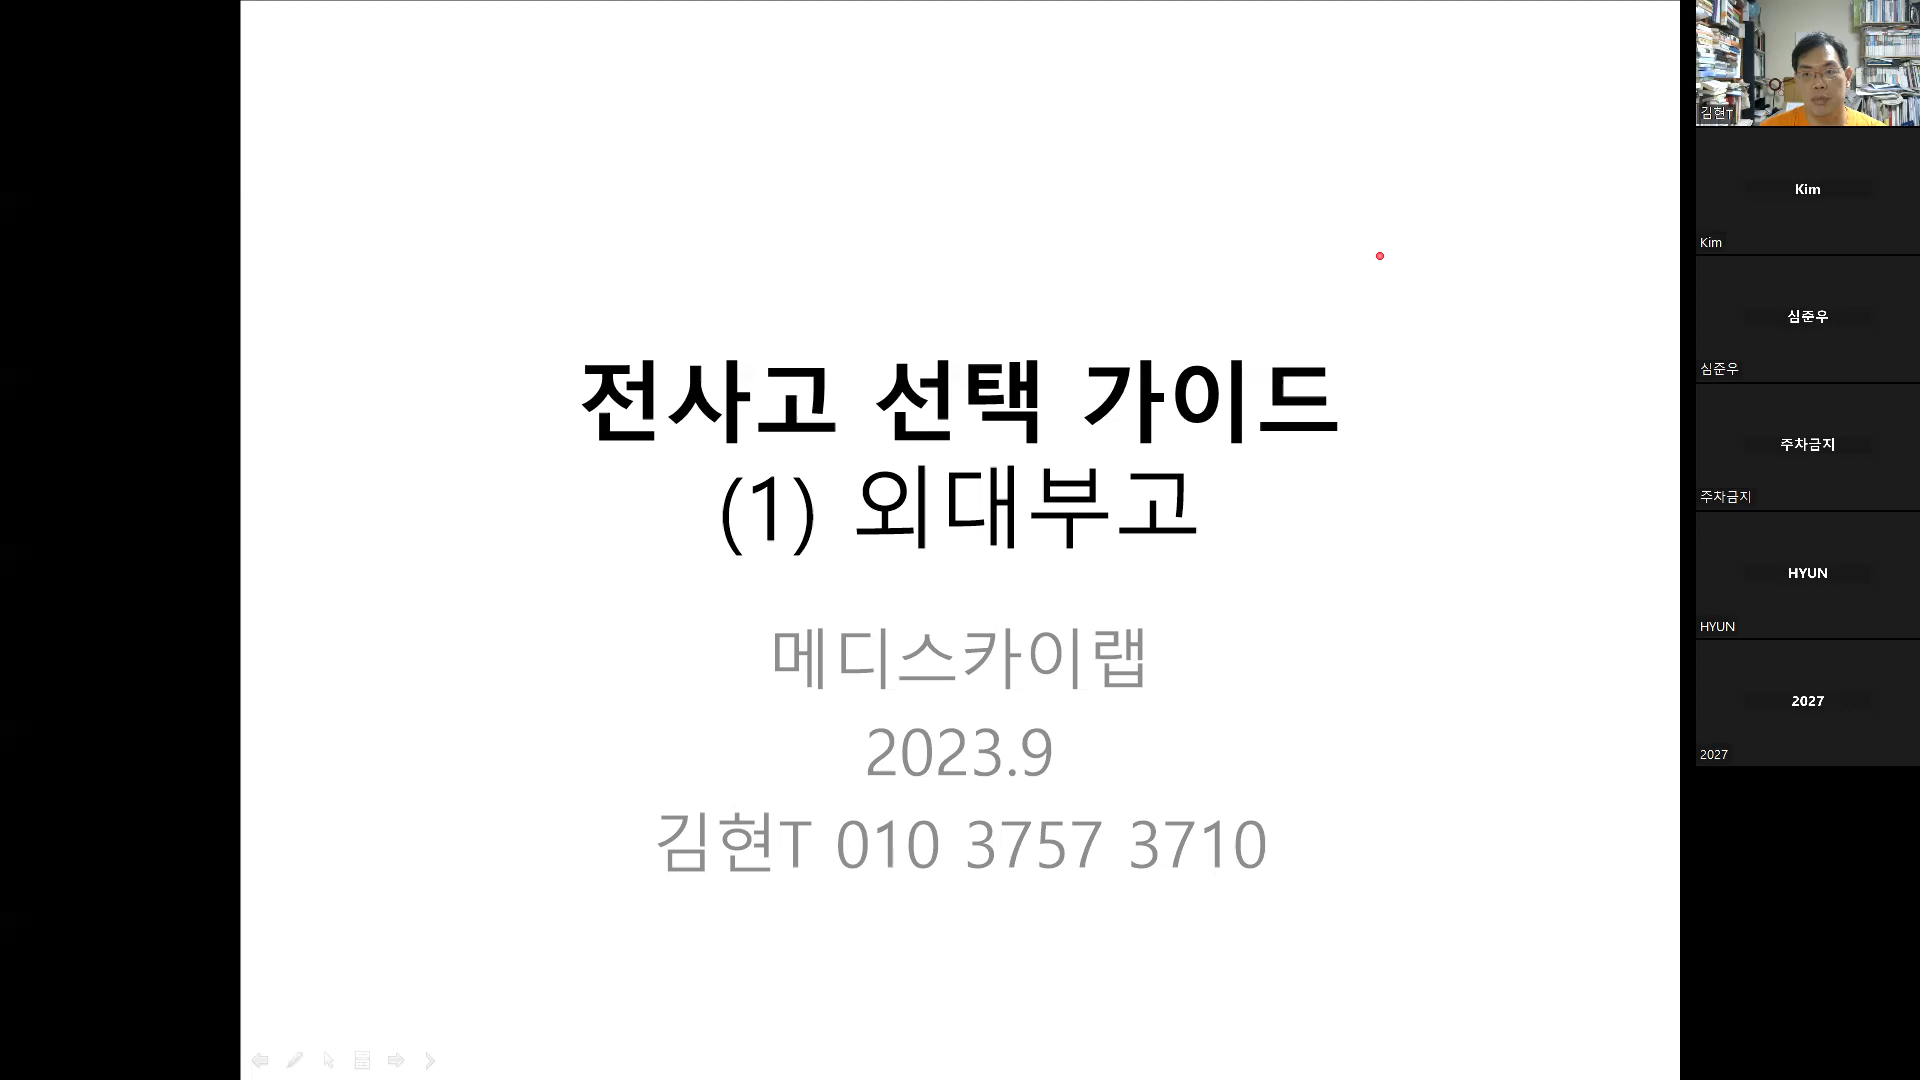 전사고 선택 가이드
(1) 외대부고
메디스카이랩
2023.9
김현T 010 3757 3710
김현T
Kim
Kim
심준우
심준우
주차금지
주차금지
HYUN
HYUN
2027
2027